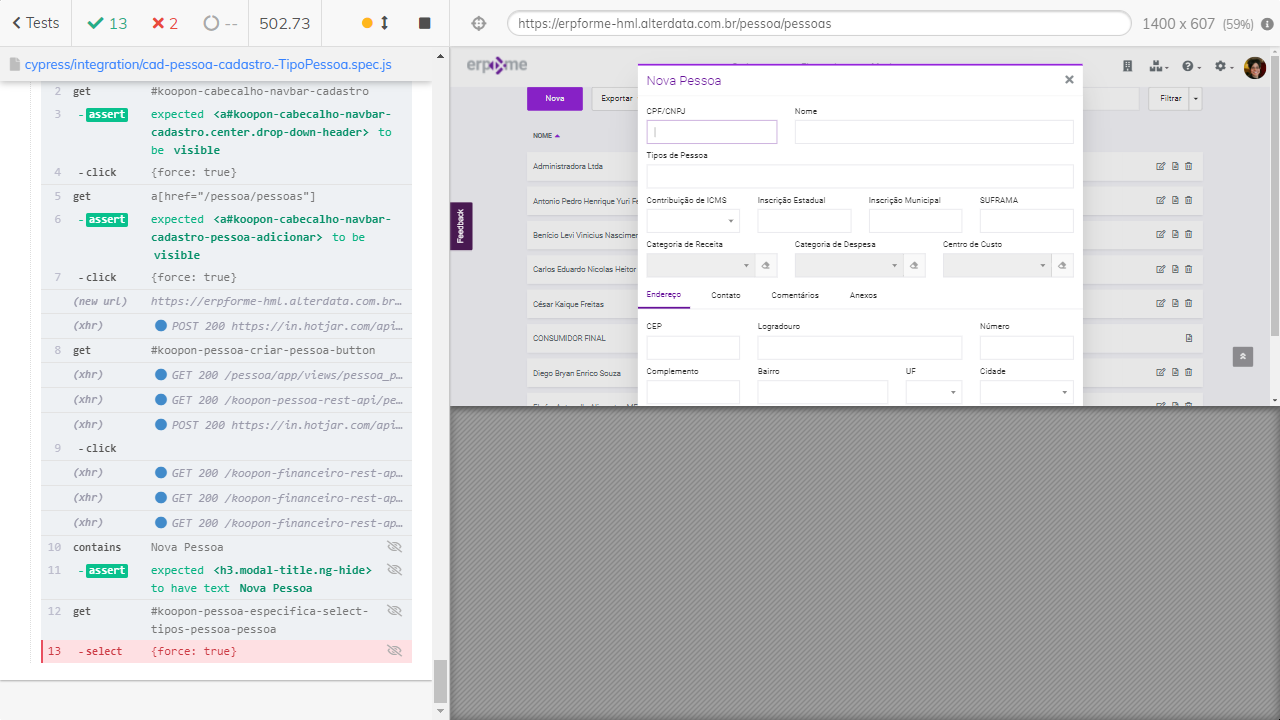 Tests
13
2
--
502.73
https://erpforme-hml.alterdata.com.br/pessoa/pessoas
1400 x 607 (59%)
cypress/integration/cad-pessoa-cadastro.-TipoPessoa.spec.js
2 get #koopon-cabecalho-navbar-cadastro
3 -assert expected <a#koopon-cabecalho-navbar-
cadastro.center.drop-down-header> to
be visible
4 -click {force: true}
5 get a[href="/pessoa/pessoas"]
6 -assert expected <a#koopon-cabecalho-navbar-
cadastro-pessoa-adicionar> to be
visible
7 -click {force: true}
(new url) https://erpforme-hml.alterdata.com.br...
(xhr) POST 200 https://in.hotjar.com/api...
8 get #koopon-pessoa-criar-pessoa-button
(xhr) GET 200 /pessoa/app/views/pessoa_p...
(xhr) GET 200 /koopon-pessoa-rest-api/pe...
(xhr) POST 200 https://in.hotjar.com/api...
9 -click
(xhr) GET 200 /koopon-financeiro-rest-ap...
(xhr) GET 200 /koopon-financeiro-rest-ap...
(xhr) GET 200 /koopon-financeiro-rest-ap...
10 contains Nova Pessoa
11 -assert expected <h3.modal-title.ng-hide>
to have text Nova Pessoa
12 get #koopon-pessoa-especifica-select-
tipos-pessoa-pessoa
13 -select {force: true}
erp me
Nova
Exportar
Filtrar
NOME
Administradora Ltda
Antonio Pedro Henrique Yuri Fe
Benício Levi Vinicius Nascimen
Carlos Eduardo Nicolas Heitor
César Kaique Freitas
CONSUMIDOR FINAL
Diego Bryan Enrico Souza
Feedback
Nova Pessoa
CPF/CNPJ Nome
Tipos de Pessoa
Contribuição de ICMS Inscrição Estadual Inscrição Municipal SUFRAMA
Categoria de Receita Categoria de Despesa Centro de Custo
Endereço Contato Comentários Anexos
CEP Logradouro Número
Complemento Bairro UF Cidade